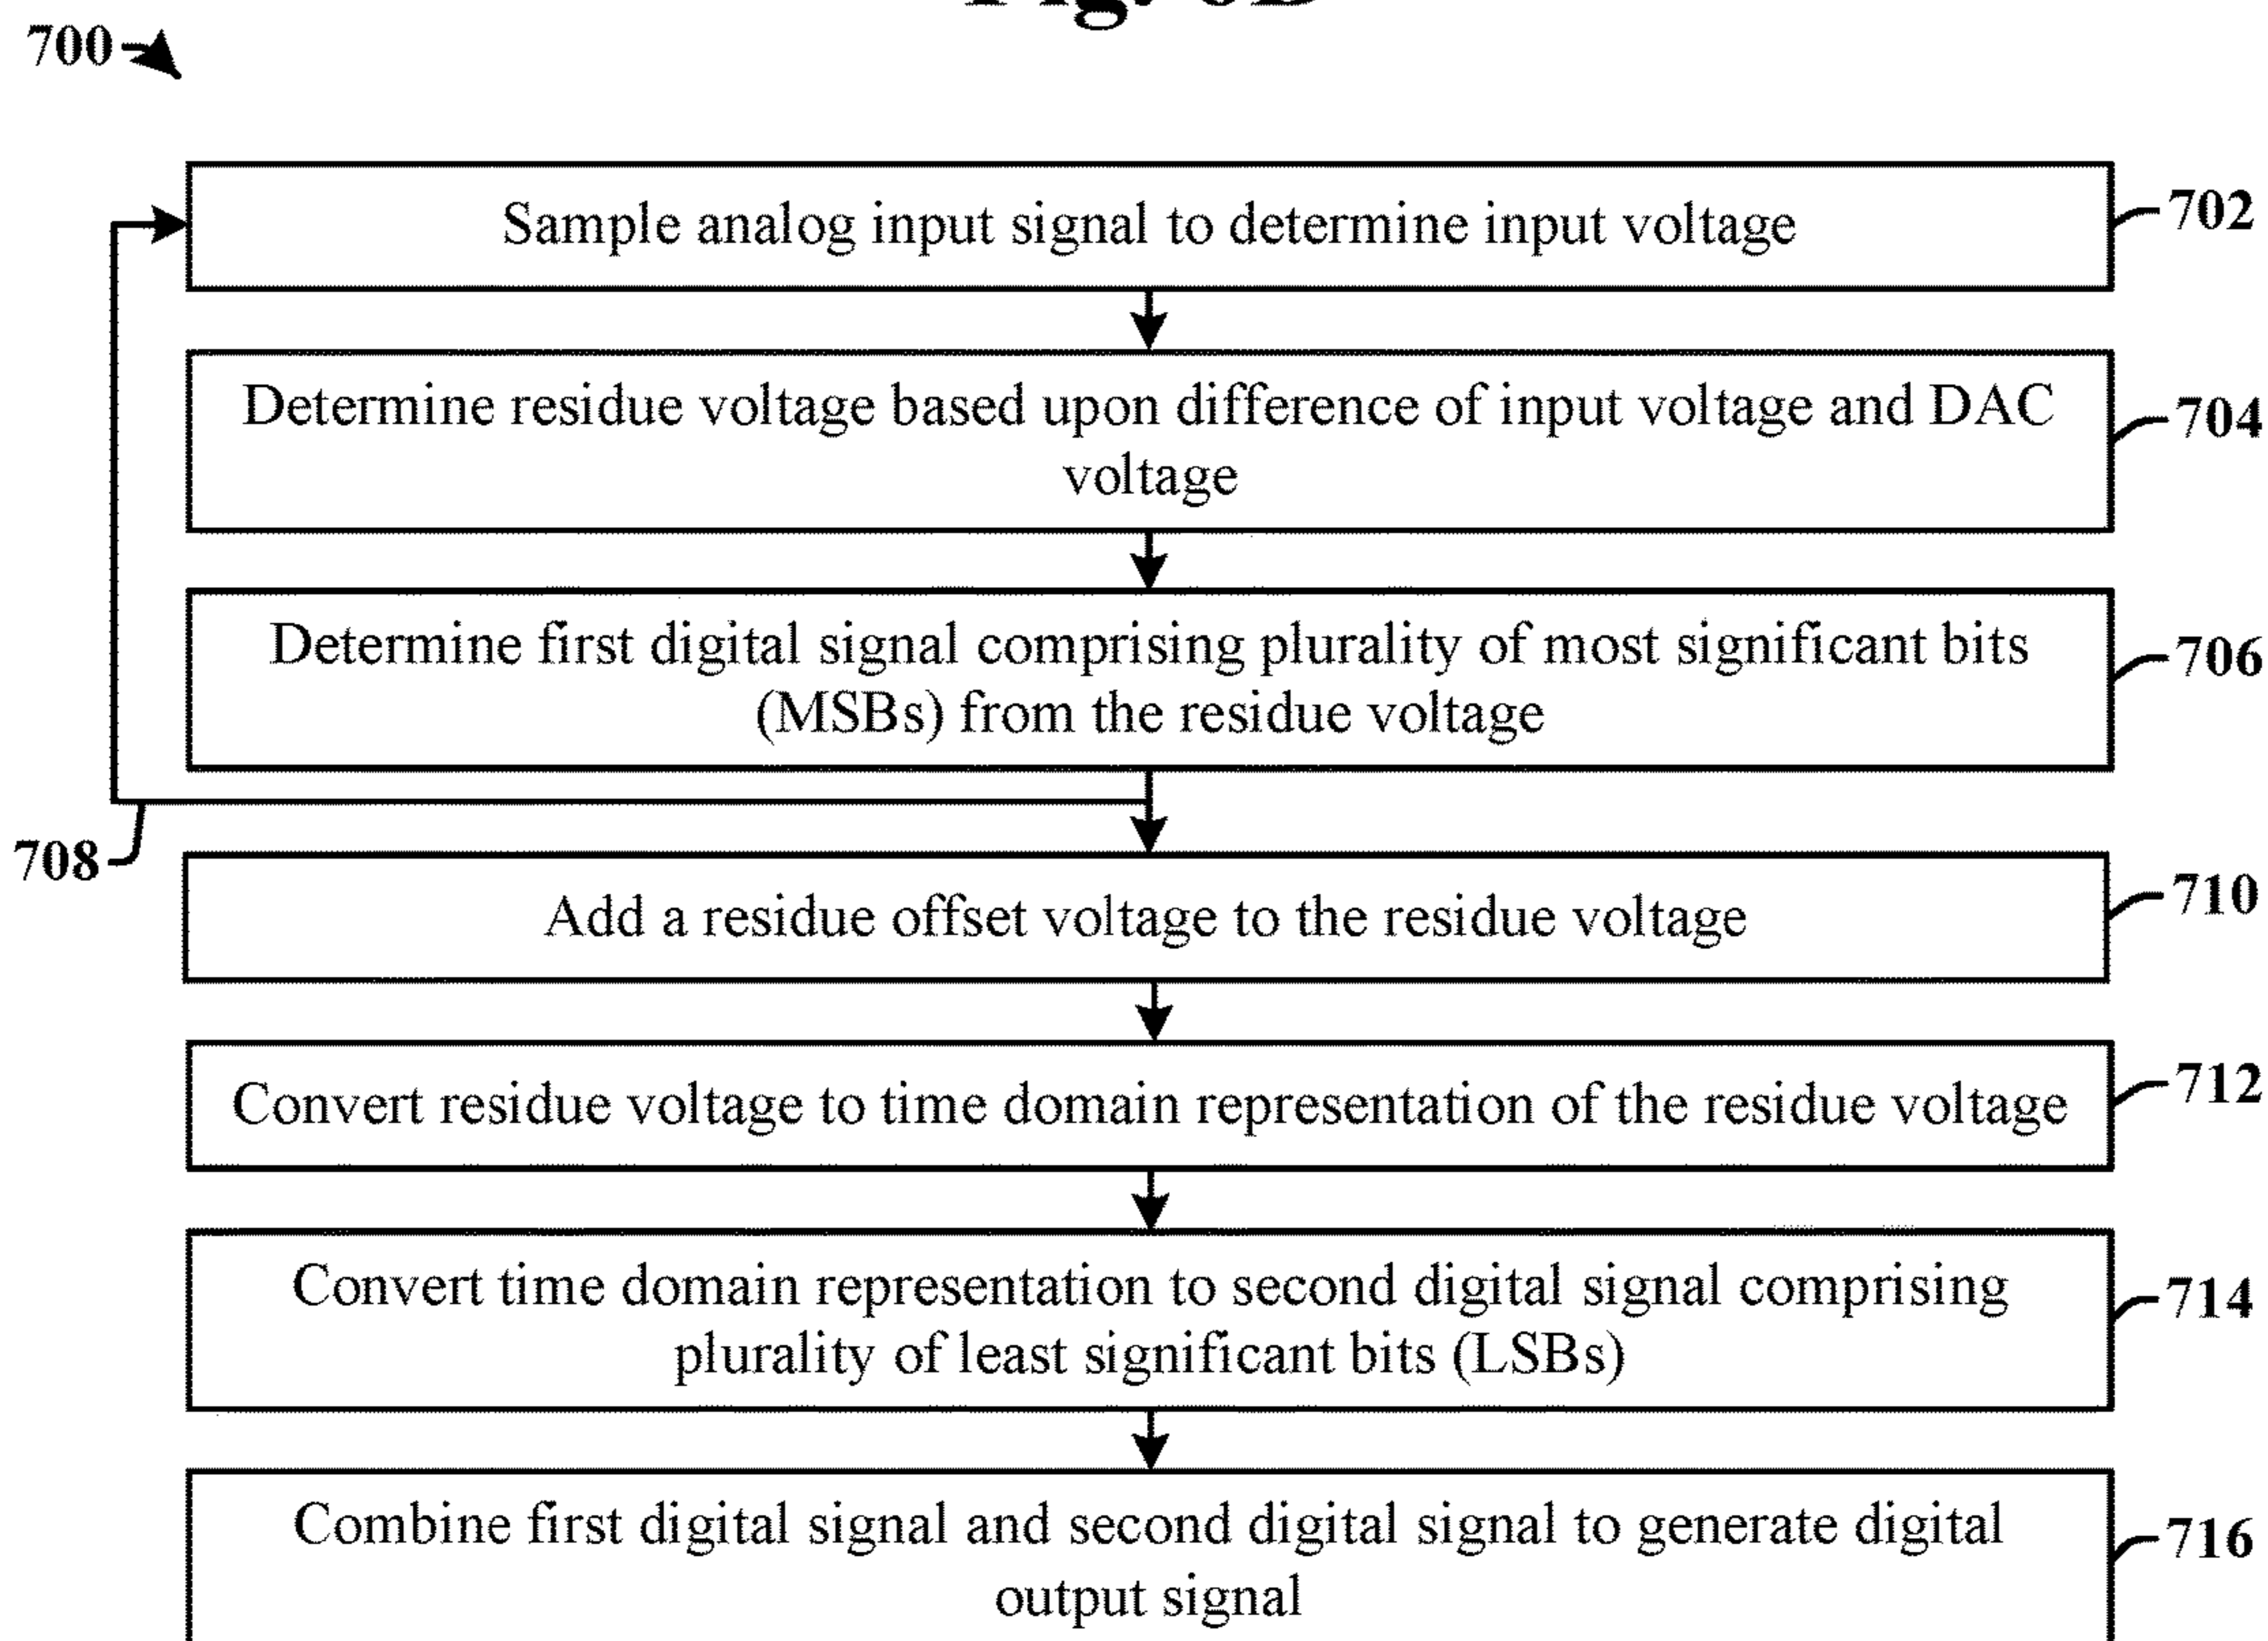 700
Sample analog input signal to determine input voltage
702
Determine residue voltage based upon difference of input voltage and DAC
voltage
704
Determine first digital signal comprising plurality of most significant bits
(MSBs) from the residue voltage
706
708
Add a residue offset voltage to the residue voltage
710
Convert residue voltage to time domain representation of the residue voltage
712
Convert time domain representation to second digital signal comprising
plurality of least significant bits (LSBs)
714
Combine first digital signal and second digital signal to generate digital
output signal
716